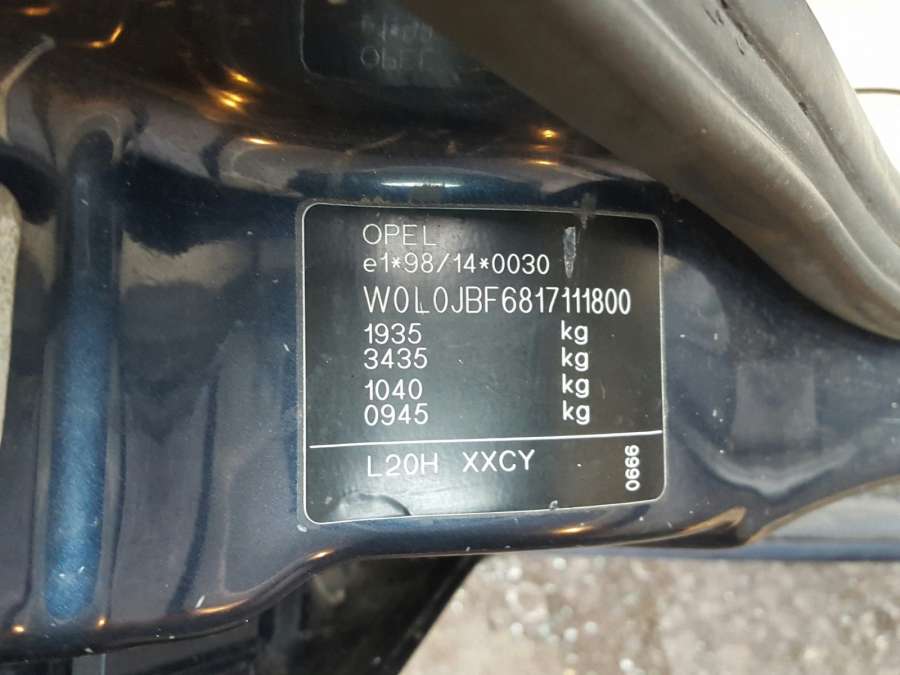 OPEL
e1*98/14*0030
W0L0JBF6817111800
1935 kg
3435 kg
1040 kg
0945 kg
L20H XXCY
0666